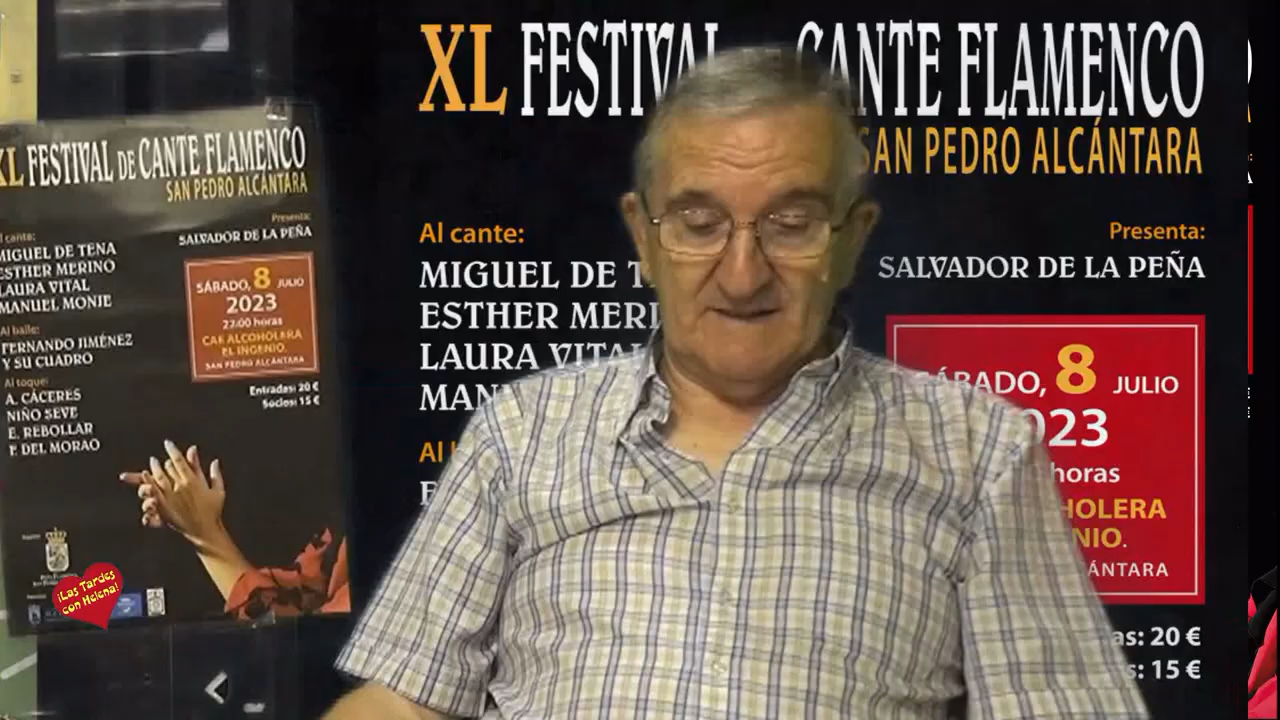 XL FESTIVAL DE CANTE FLAMENCO
SAN PEDRO ALCÁNTARA
Presenta:
SALVADOR DE LA PEÑA
Al cante:
MIGUEL DE TENA
ESTHER MERINO
LAURA VITAL
MANUEL MONJE
SÁBADO, 8 JULIO
2023
22:00 horas
CAE ALCOHOLERA
EL INGENIO.
SAN PEDRO ALCÁNTARA
Al baile:
FERNANDO JIMÉNEZ
Y SU CUADRO
Al toque:
A. CÁCERES
NIÑO SEVE
E. REBOLLAR
P. DEL MORAO
Entradas: 20 €
Socios: 15 €
¡Las Tardes
con Helena!
XL FESTIVAL CANTE FLAMENCO
SAN PEDRO ALCÁNTARA
Al cante:
MIGUEL DE T
ESTHER MERI
LAURA VITAL
MAN
Al
Presenta:
SALVADOR DE LA PEÑA
SÁBADO, 8 JULIO
023
horas
HOLERA
NIO.
ÁNTARA
as: 20 €
s: 15 €